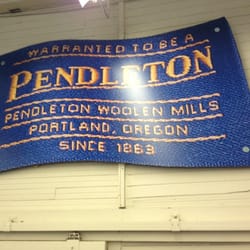 WARRANTED TO BE A
PENDLETON
PENDLETON WOOLEN MILLS
PORTLAND, OREGON
SINCE 1863